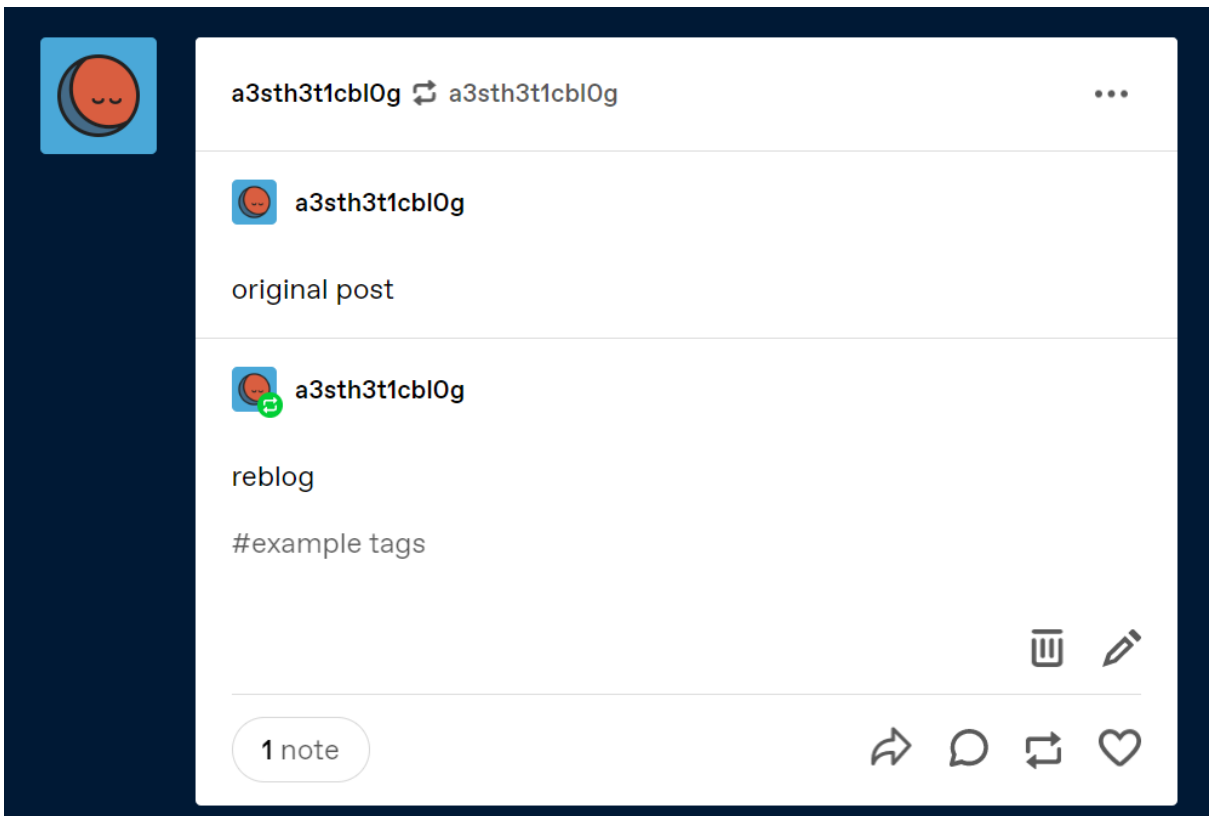 a3sth3t1cbl0g a3sth3t1cbl0g
a3sth3t1cbl0g
original post
a3sth3t1cbl0g
reblog
#example tags
1 note